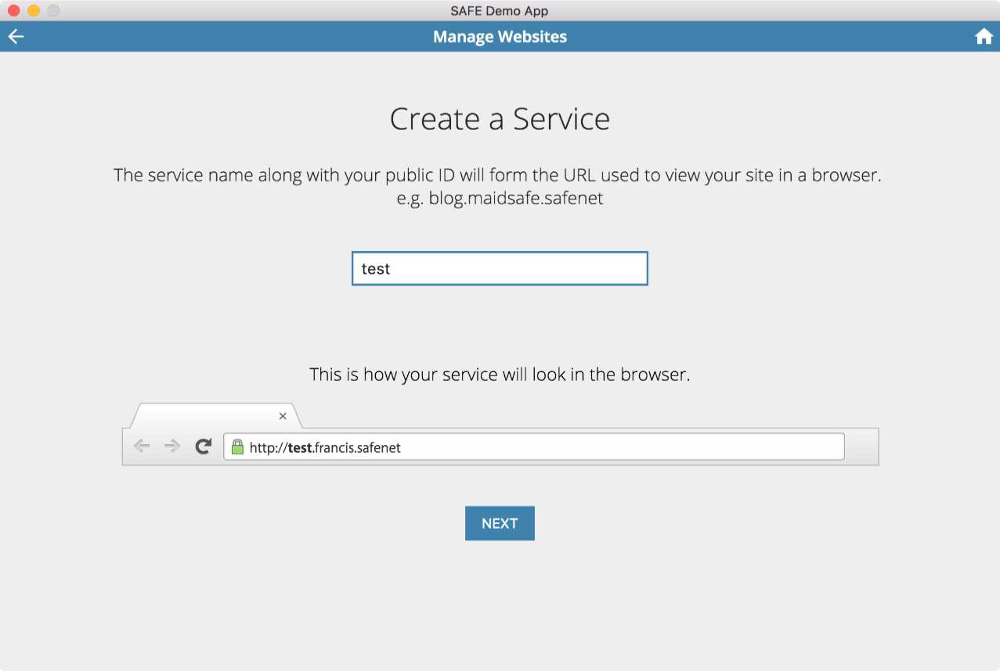 SAFE Demo App
Manage Websites
Create a Service
The service name along with your public ID will form the URL used to view your site in a browser.
e.g. blog.maidsafe.safenet
test
This is how your service will look in the browser.
http://test.francis.safenet
NEXT